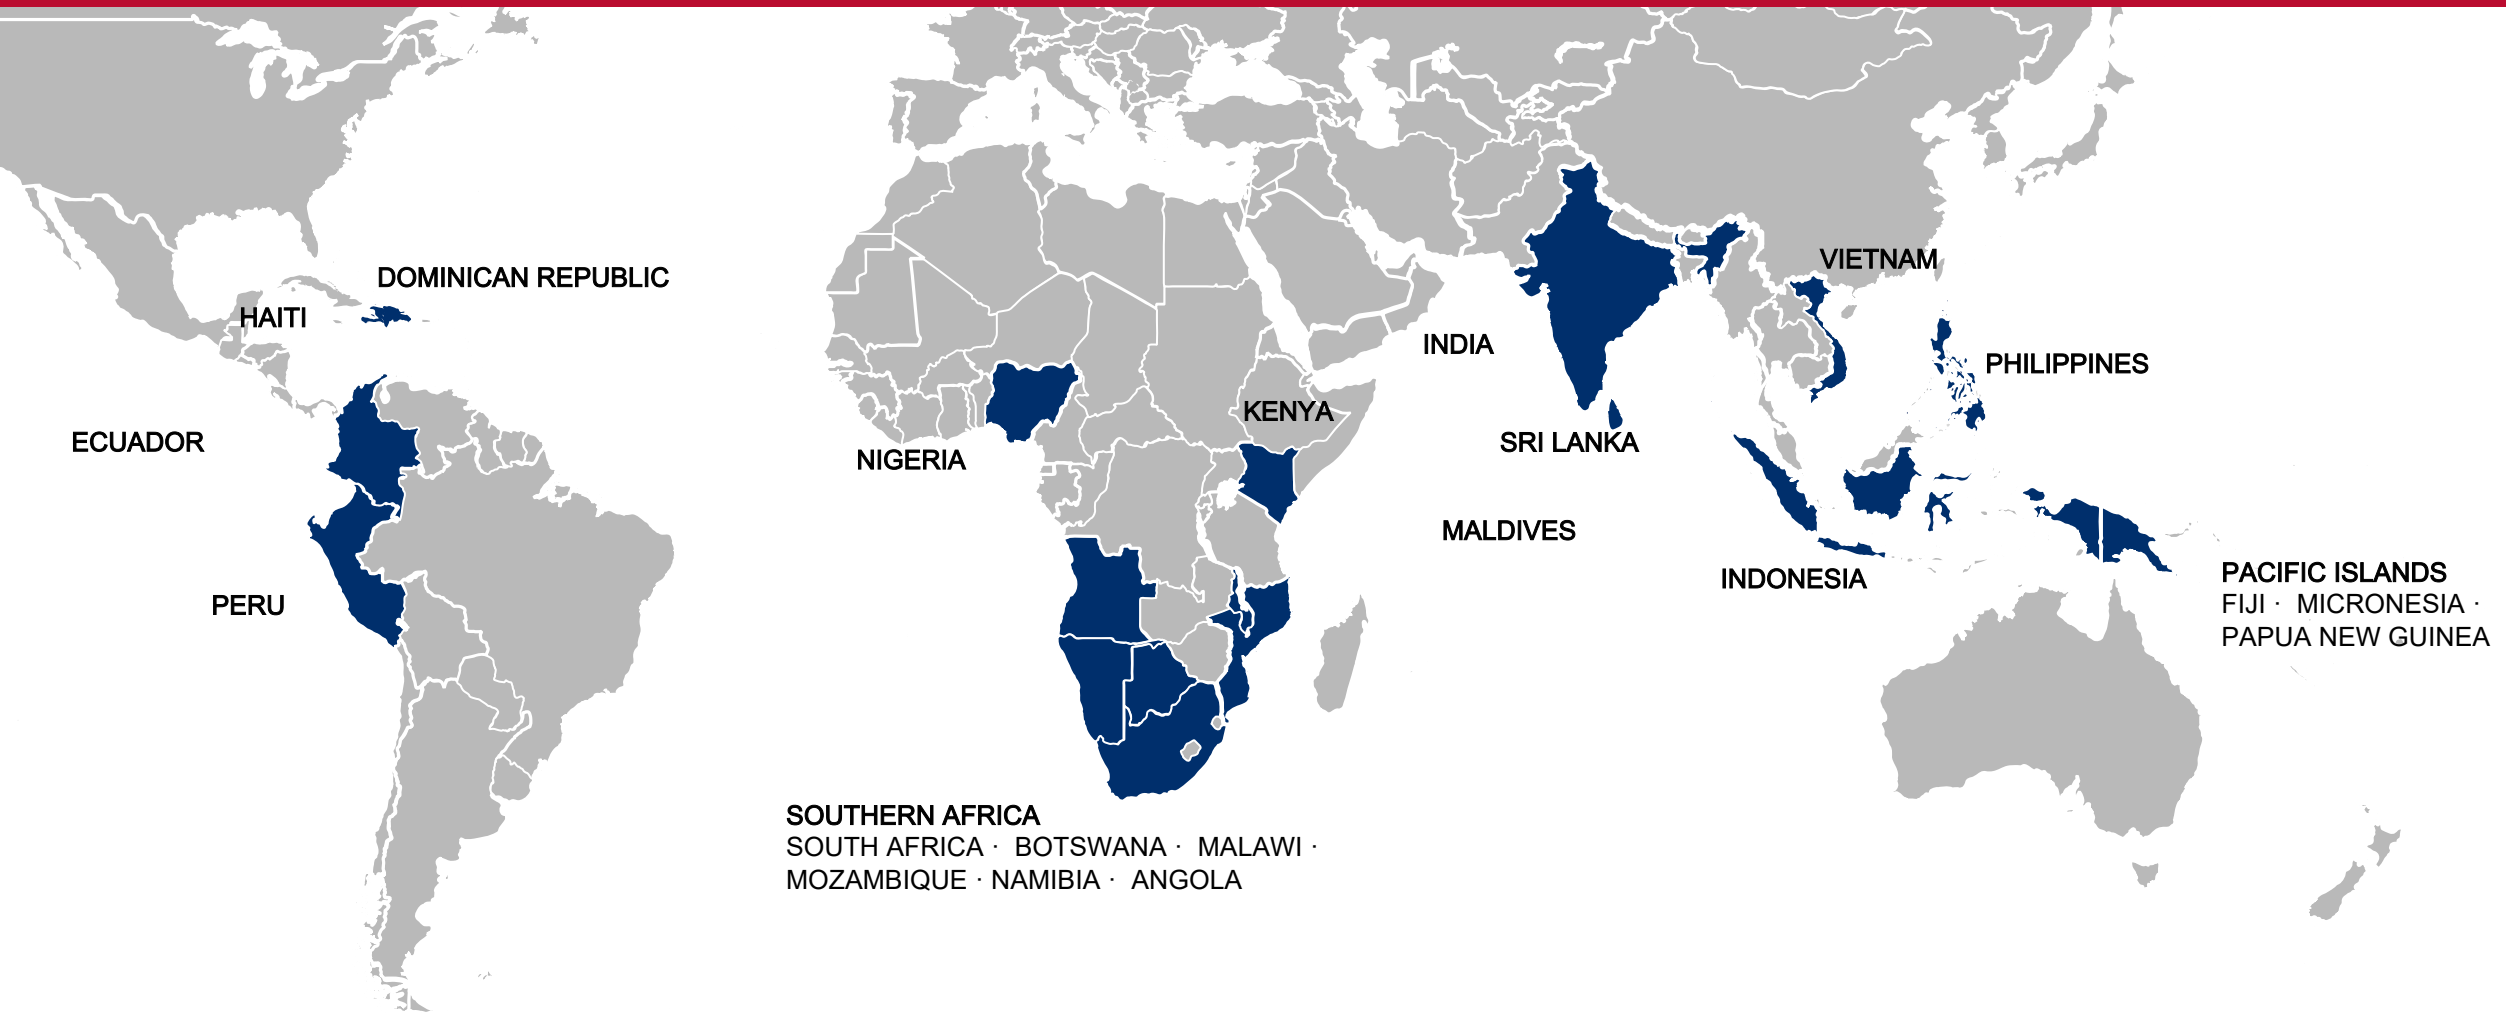 DOMINICAN REPUBLIC
HAITI
ECUADOR
PERU
NIGERIA
KENYA
SOUTHERN AFRICA
SOUTH AFRICA · BOTSWANA · MALAWI ·
MOZAMBIQUE · NAMIBIA · ANGOLA
INDIA
SRI LANKA
MALDIVES
VIETNAM
PHILIPPINES
INDONESIA
PACIFIC ISLANDS
FIJI · MICRONESIA ·
PAPUA NEW GUINEA